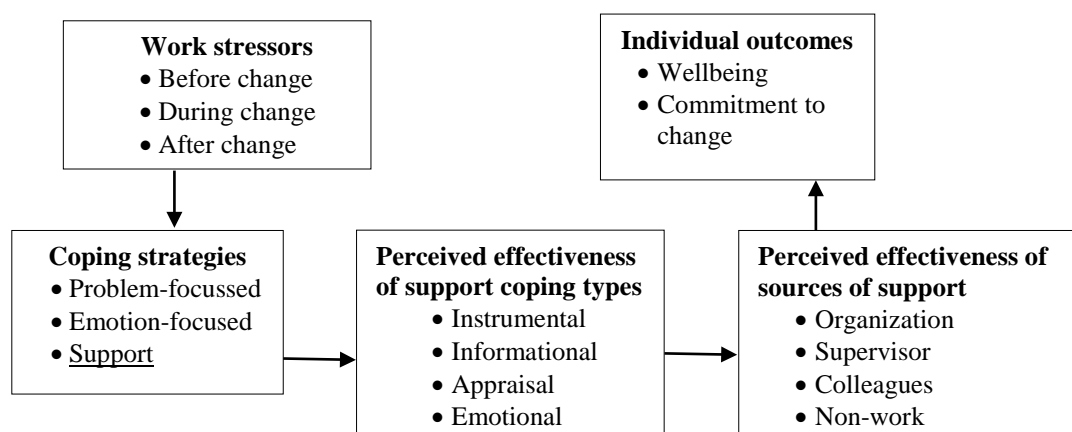 Work stressors
• Before change
• During change
• After change
Individual outcomes
• Wellbeing
• Commitment to
change
Coping strategies
• Problem-focussed
• Emotion-focused
• Support
Perceived effectiveness
of support coping types
• Instrumental
• Informational
• Appraisal
• Emotional
Perceived effectiveness of
sources of support
• Organization
• Supervisor
• Colleagues
• Non-work